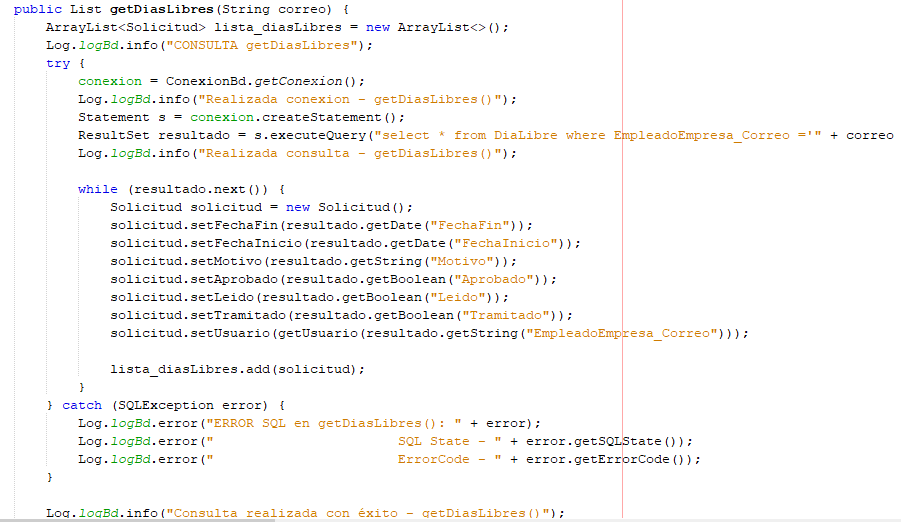 public List getDiasLibres(String correo) {
    ArrayList<Solicitud> lista_diasLibres = new ArrayList<>();
    Log.logBd.info("CONSULTA getDiasLibres");
    try {
        conexion = ConexionBd.getConexion();
        Log.logBd.info("Realizada conexion - getDiasLibres()");
        Statement s = conexion.createStatement();
        ResultSet resultado = s.executeQuery("select * from DiaLibre where EmpleadoEmpresa_Correo ='" + correo
        Log.logBd.info("Realizada consulta - getDiasLibres()");

        while (resultado.next()) {
            Solicitud solicitud = new Solicitud();
            solicitud.setFechaFin(resultado.getDate("FechaFin"));
            solicitud.setFechaInicio(resultado.getDate("FechaInicio"));
            solicitud.setMotivo(resultado.getString("Motivo"));
            solicitud.setAprobado(resultado.getBoolean("Aprobado"));
            solicitud.setLeido(resultado.getBoolean("Leido"));
            solicitud.setTramitado(resultado.getBoolean("Tramitado"));
            solicitud.setUsuario(getUsuario(resultado.getString("EmpleadoEmpresa_Correo")));

            lista_diasLibres.add(solicitud);
        }
    } catch (SQLException error) {
        Log.logBd.error("ERROR SQL en getDiasLibres(): " + error);
        Log.logBd.error("                       SQL State - " + error.getSQLState());
        Log.logBd.error("                       ErrorCode - " + error.getErrorCode());
    }

    Log.logBd.info("Consulta realizada con éxito - getDiasLibres()");